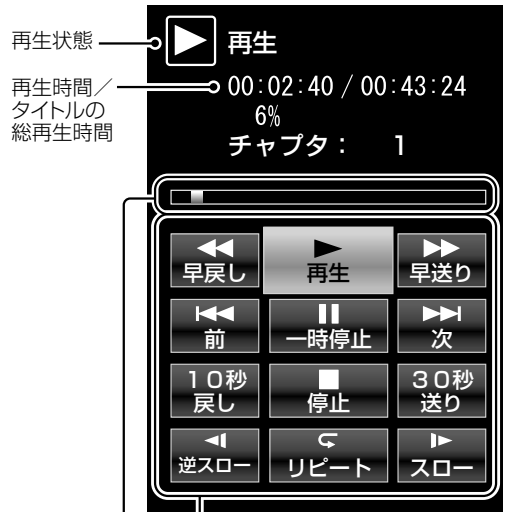 再生状態
再生時間／
タイトルの
総再生時間
再生
00:02:40 / 00:43:24
6%
チャプタ： 1
早戻し
再生
早送り
前
一時停止
次
10秒
戻し
停止
30秒
送り
逆スロー
リピート
スロー